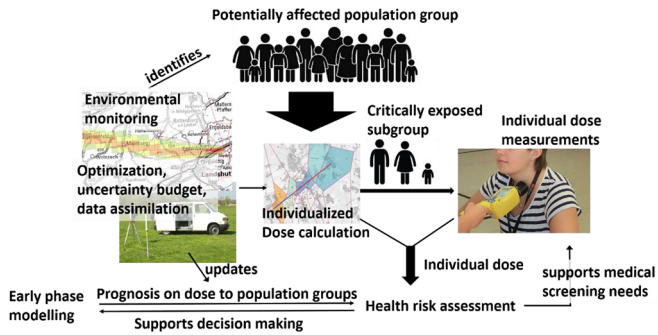 Potentially affected population group
identifies
Environmental
monitoring
Optimization,
uncertainty budget,
data assimilation
Landshut
Critically exposed
subgroup
Individualized
Dose calculation
Individual dose
measurements
updates
Individual dose
supports medical
screening needs
Early phase
modelling
Prognosis on dose to population groups
Supports decision making
Health risk assessment